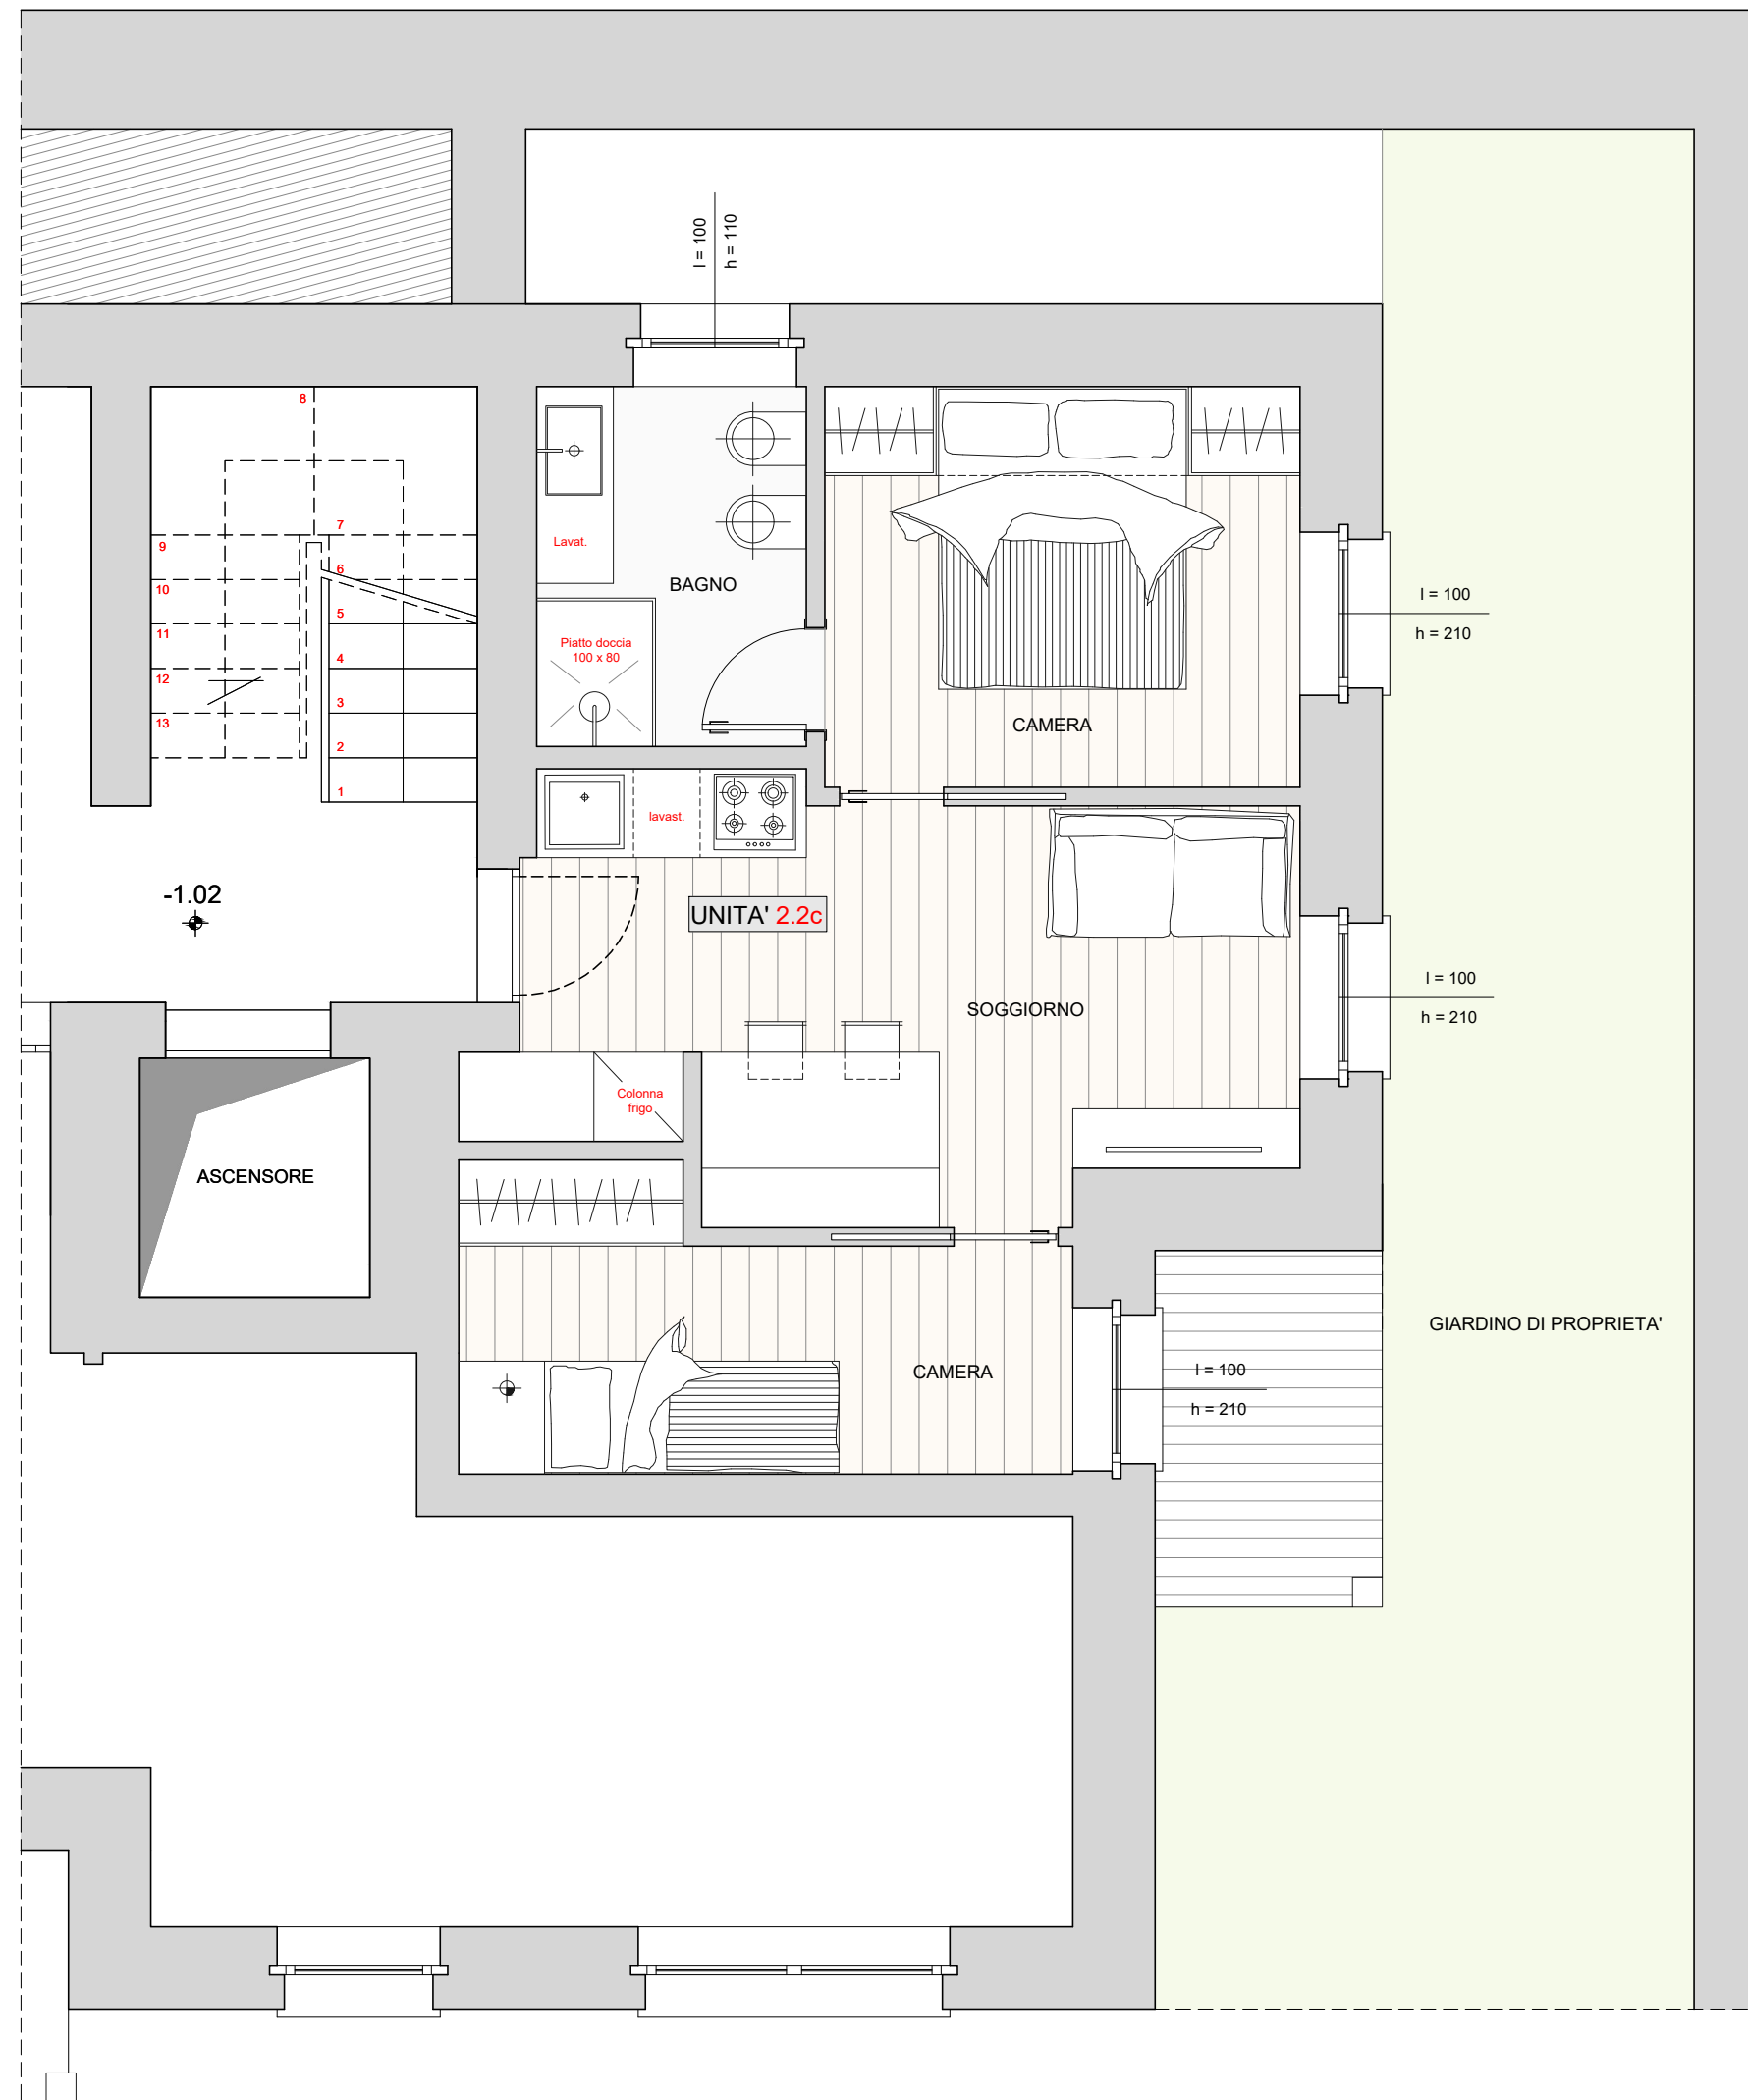 l = 100
h = 110
8
7
9
6
10
5
11
4
12
3
13
2
1
Lavat.
BAGNO
Piatto doccia
100 x 80
l = 100
h = 210
CAMERA
lavast.
-1.02
UNITA' 2.2c
l = 100
h = 210
SOGGIORNO
Colonna
frigo
ASCENSORE
GIARDINO DI PROPRIETA'
CAMERA
l = 100
h = 210